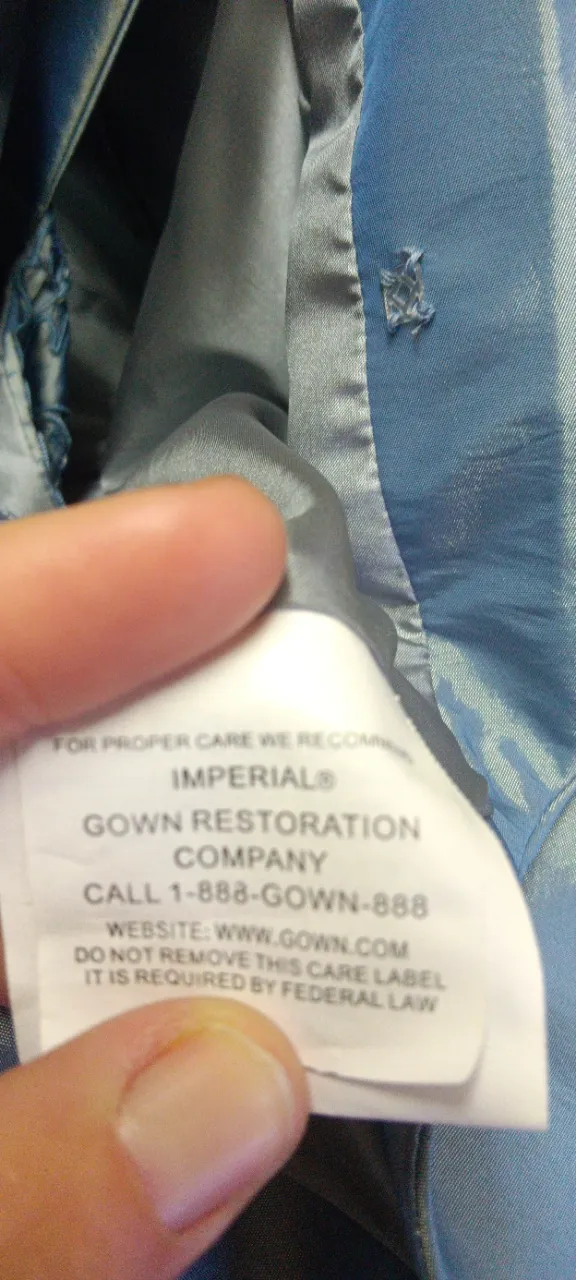 FOR PROPER CARE WE RECOMMEND
IMPERIAL®
GOWN RESTORATION
COMPANY
CALL 1-888-GOWN-888
WEBSITE: WWW.GOWN.COM
DO NOT REMOVE THIS CARE LABEL
IT IS REQUIRED BY FEDERAL LAW